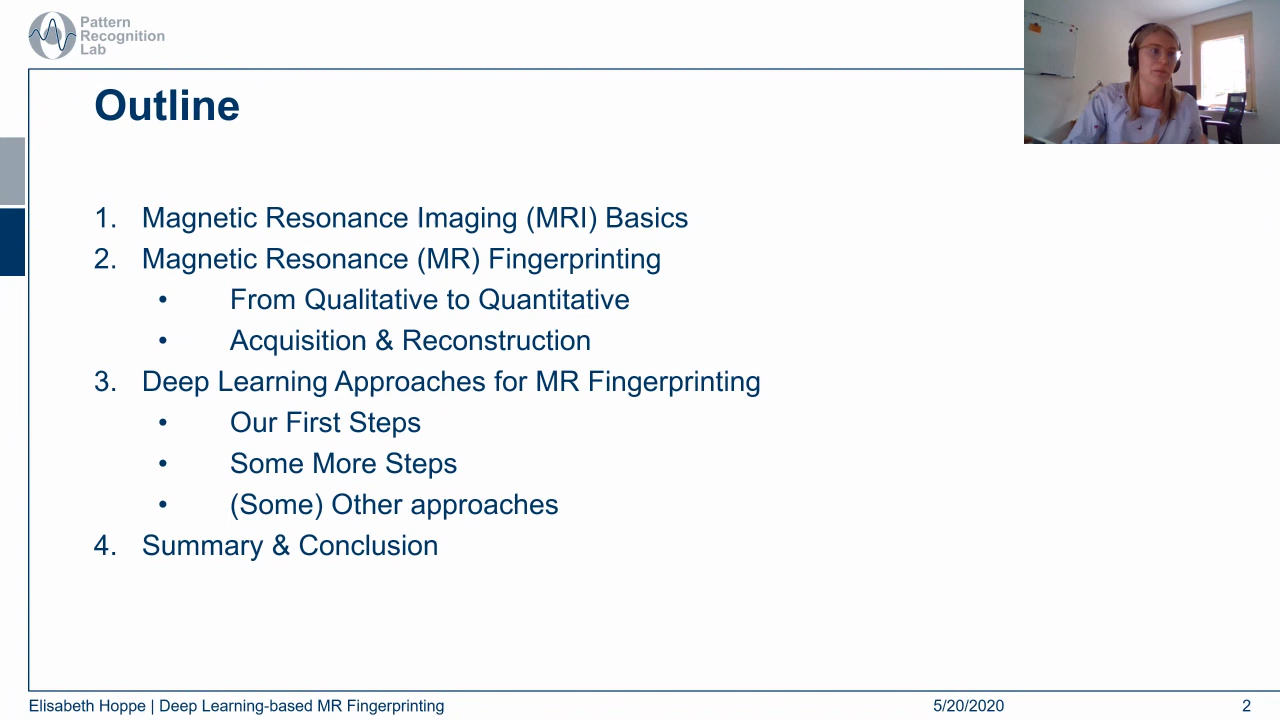 Pattern
Recognition
Lab
Outline
1. Magnetic Resonance Imaging (MRI) Basics
2. Magnetic Resonance (MR) Fingerprinting
• From Qualitative to Quantitative
• Acquisition & Reconstruction
3. Deep Learning Approaches for MR Fingerprinting
• Our First Steps
• Some More Steps
• (Some) Other approaches
4. Summary & Conclusion
Elisabeth Hoppe | Deep Learning-based MR Fingerprinting 5/20/2020 2